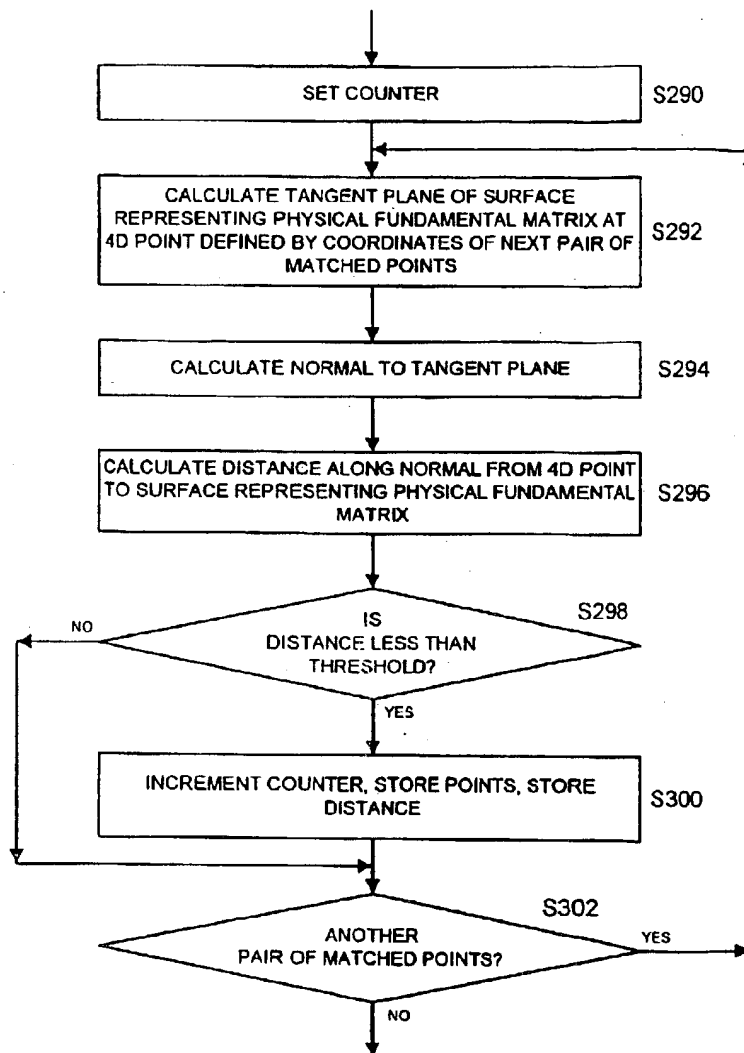 SET COUNTER
S290
CALCULATE TANGENT PLANE OF SURFACE
REPRESENTING PHYSICAL FUNDAMENTAL MATRIX AT
4D POINT DEFINED BY COORDINATES OF NEXT PAIR OF
MATCHED POINTS
S292
CALCULATE NORMAL TO TANGENT PLANE
S294
CALCULATE DISTANCE ALONG NORMAL FROM 4D POINT
TO SURFACE REPRESENTING PHYSICAL FUNDAMENTAL
MATRIX
S296
IS
DISTANCE LESS THAN
THRESHOLD?
S298
NO
YES
INCREMENT COUNTER, STORE POINTS, STORE
DISTANCE
S300
ANOTHER
PAIR OF MATCHED POINTS?
S302
YES
NO